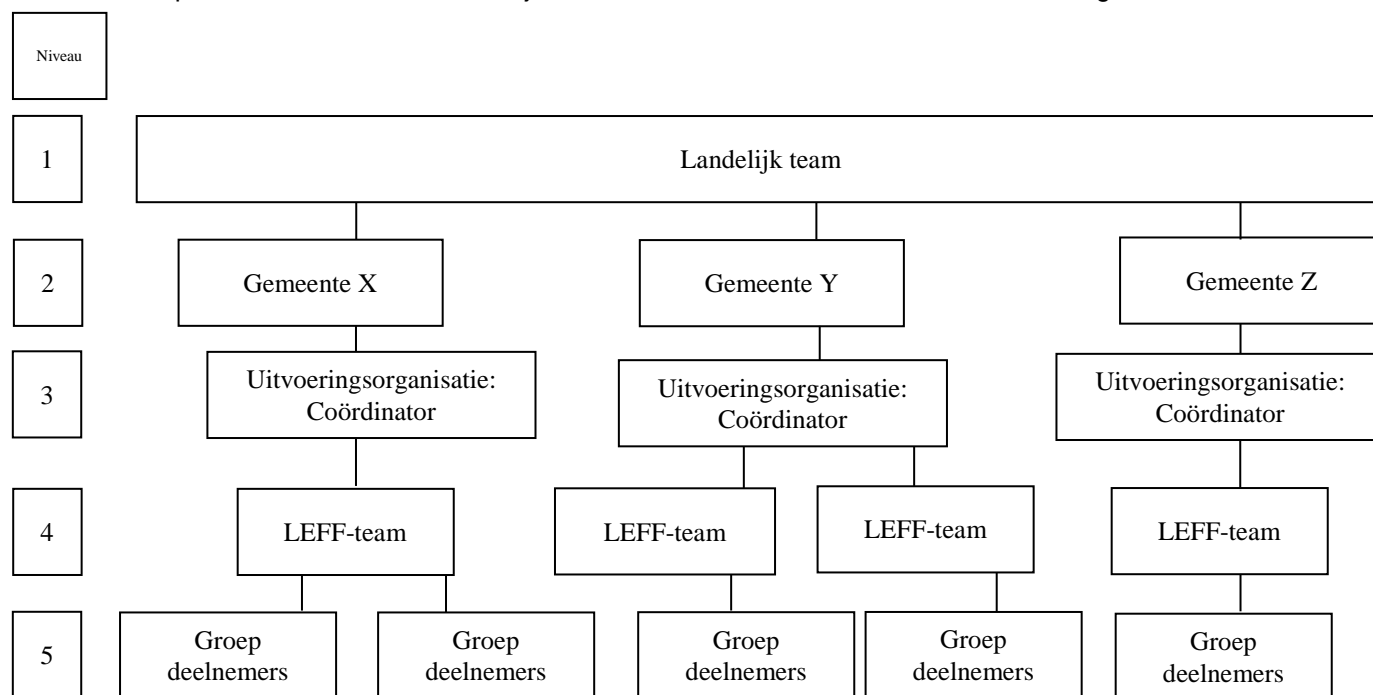 Niveau
1
Landelijk team
2
Gemeente X
Gemeente Y
Gemeente Z
3
Uitvoeringsorganisatie:
Coördinator
Uitvoeringsorganisatie:
Coördinator
Uitvoeringsorganisatie:
Coördinator
4
LEFF-team
LEFF-team
LEFF-team
LEFF-team
5
Groep
deelnemers
Groep
deelnemers
Groep
deelnemers
Groep
deelnemers
Groep
deelnemers